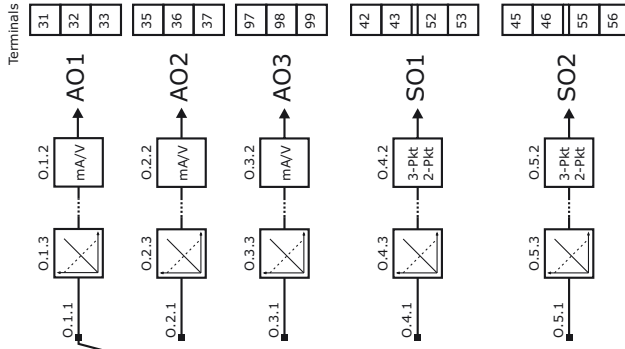 Terminals
O.1.3 O.1.2 31
O.1.1 mA/V AO1 32
33
O.2.3 O.2.2 35
O.2.1 mA/V AO2 36
37
O.3.3 O.3.2 97
O.3.1 mA/V AO3 98
99
O.4.3 O.4.2 42
O.4.1 3-Pkt SO1 43
2-Pkt 52
53
O.5.3 O.5.2 45
O.5.1 3-Pkt SO2 46
2-Pkt 55
56